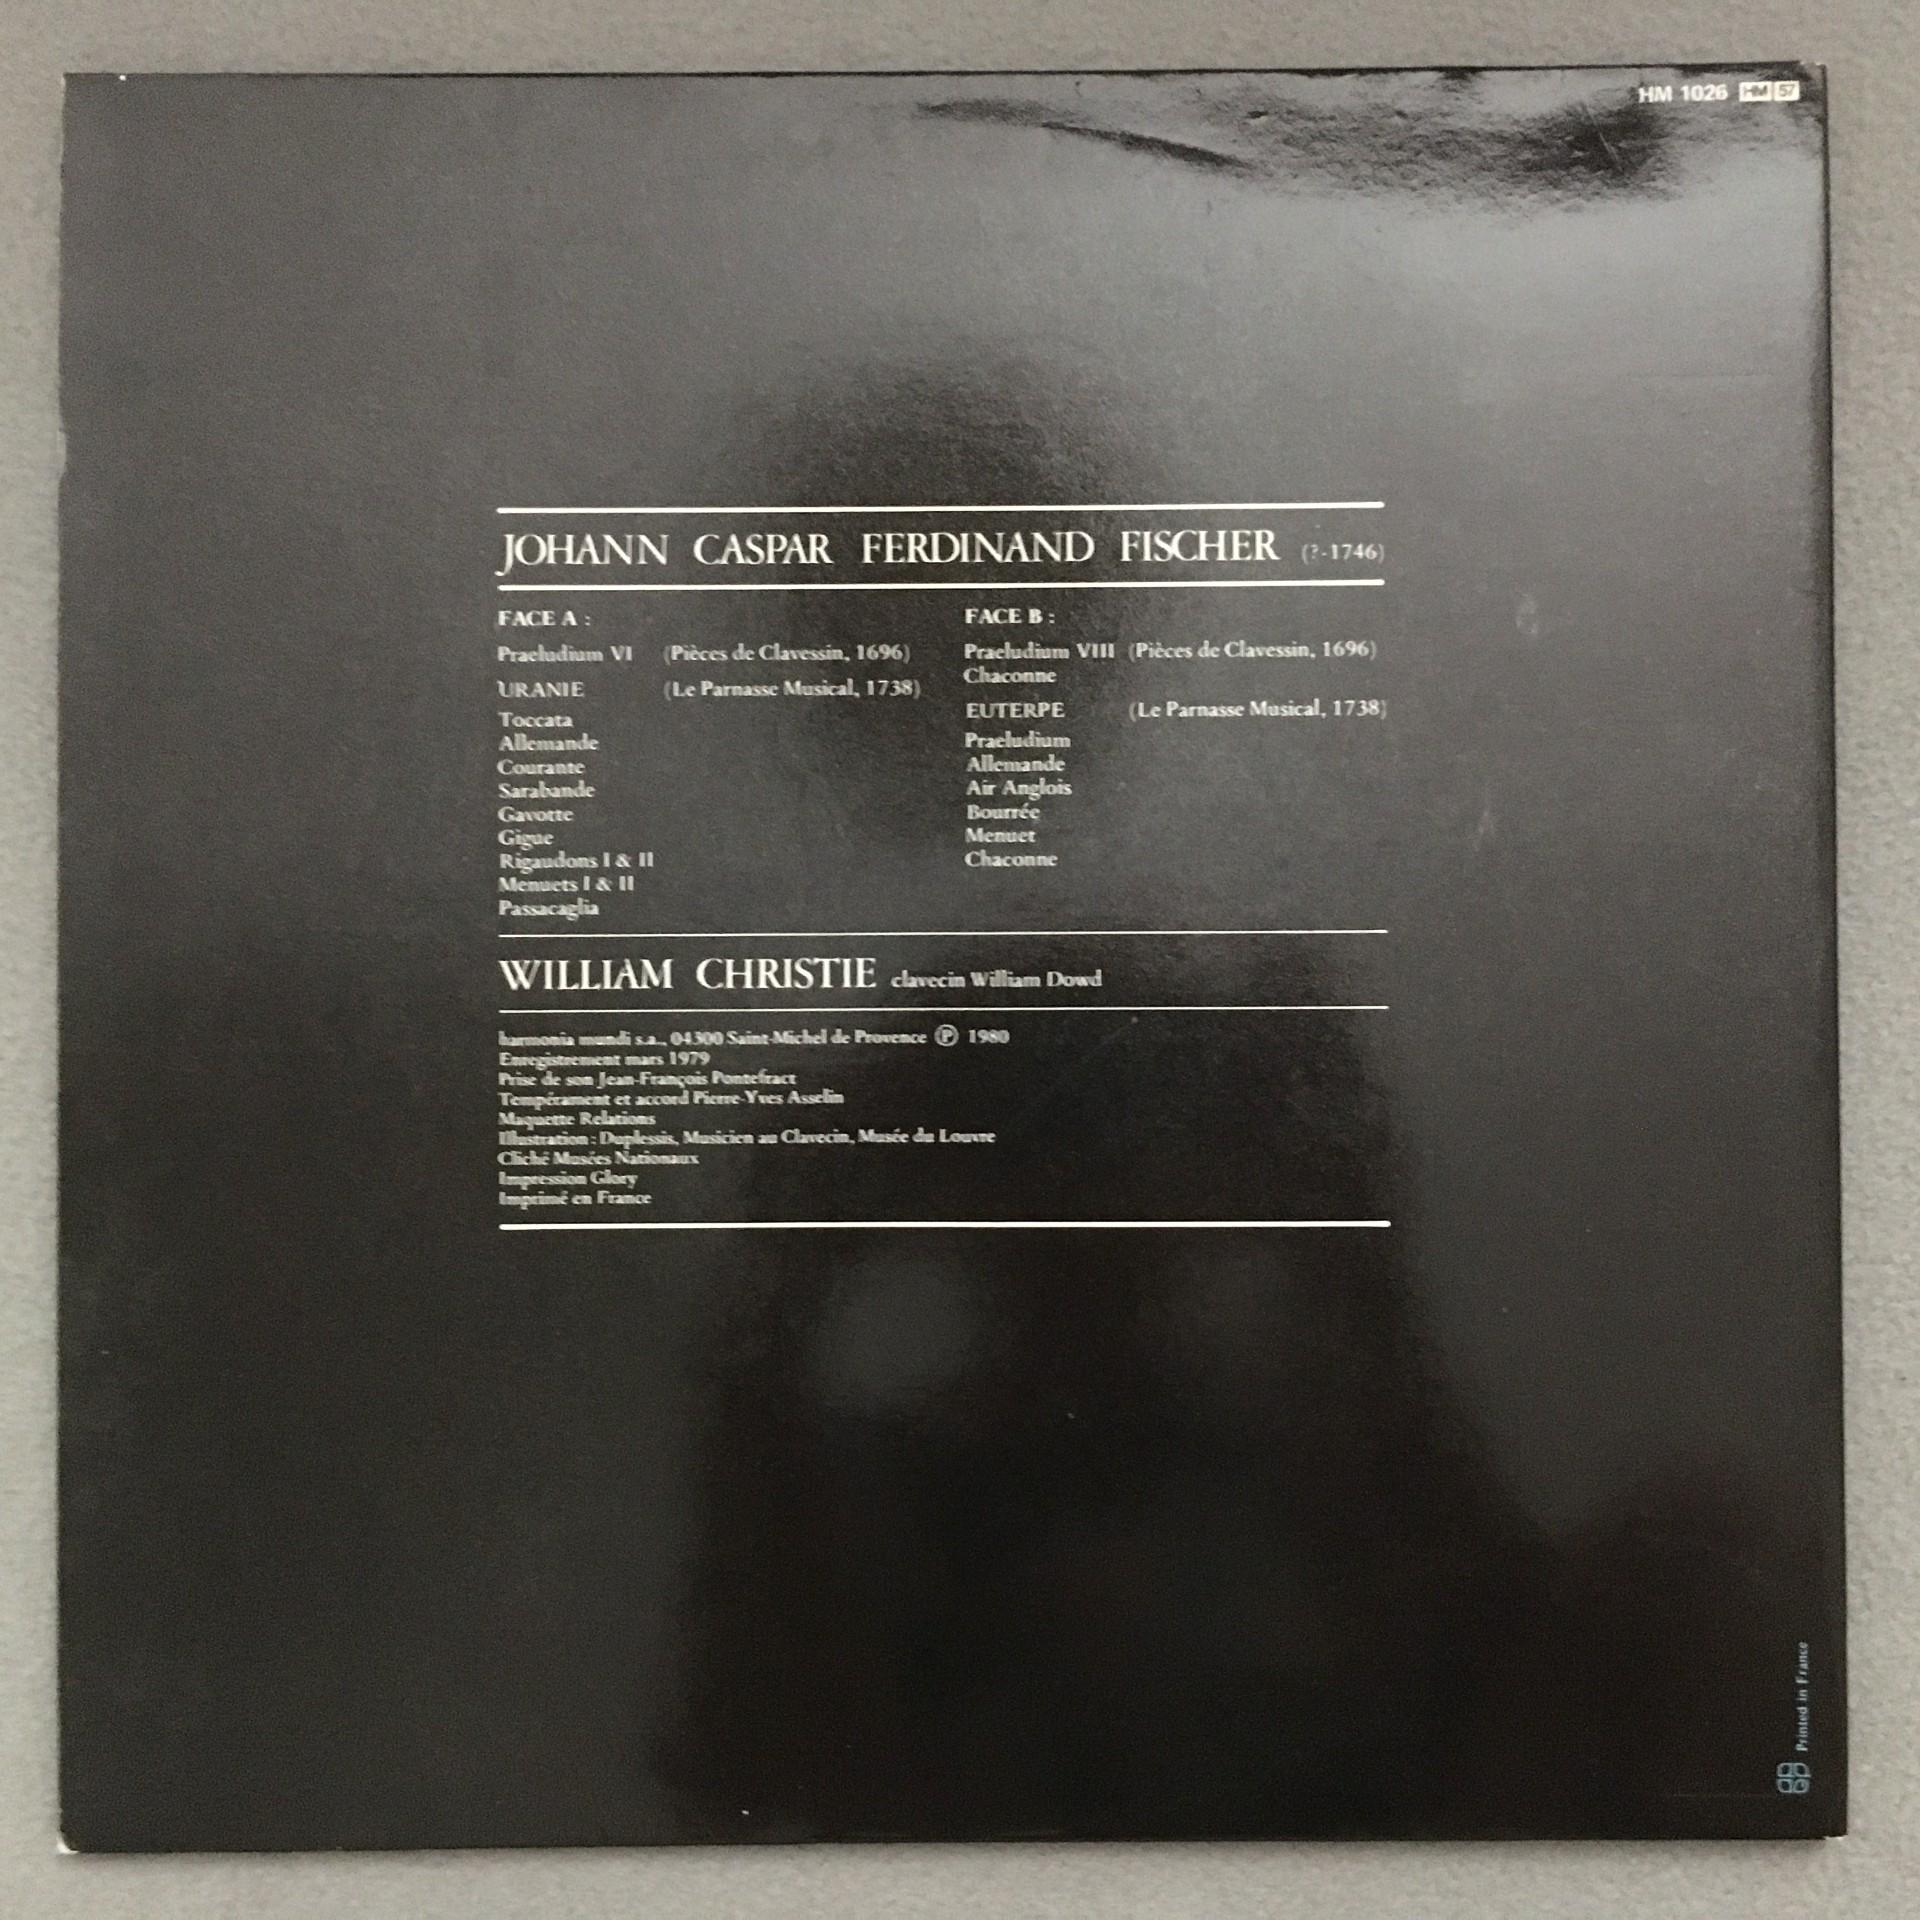 HM 1026 HM 57
JOHANN CASPAR FERDINAND FISCHER (?-1746)
FACE A :
Praeludium VI (Pièces de Clavessin, 1696)
URANIE (Le Parnasse Musical, 1738)
Toccata
Allemande
Courante
Sarabande
Gavotte
Gigue
Rigaudons I & II
Menuets I & II
Passacaglia
FACE B :
Praeludium VIII (Pièces de Clavessin, 1696)
Chaconne
EUTERPE (Le Parnasse Musical, 1738)
Praeludium
Allemande
Air Anglois
Bourrée
Menuet
Chaconne
WILLIAM CHRISTIE clavecin William Dowd
harmonia mundi s.a., 04300 Saint-Michel de Provence Ⓟ 1980
Enregistrement mars 1979
Prise de son Jean-François Pontefract
Tempérament et accord Pierre-Yves Asselin
Maquette Relations
Illustration : Duplessis, Musicien au Clavecin, Musée du Louvre
Cliché Musées Nationaux
Impression Glory
Imprimé en France
Printed in France